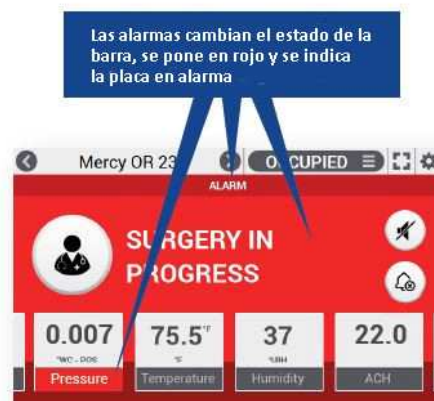 Las alarmas cambian el estado de la
barra, se pone en rojo y se indica
la placa en alarma
Mercy OR 23
OCCUPIED
ALARM
SURGERY IN
PROGRESS
0.007
"WC - POS
Pressure
75.5 °F
°F
Temperature
37
%RH
Humidity
22.0
ACH